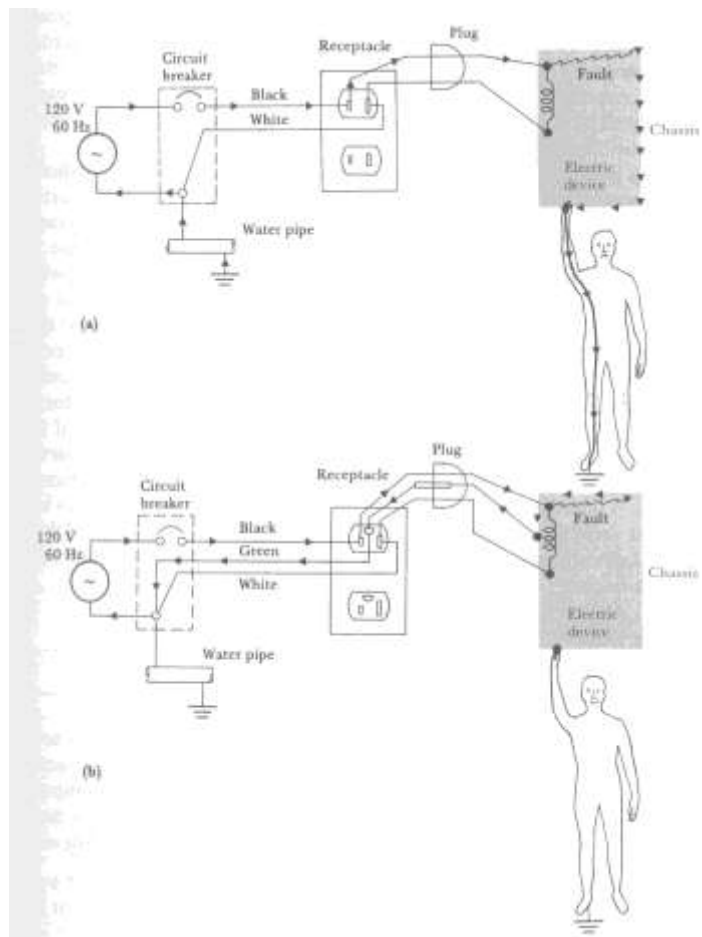 Plug
Receptacle
Circuit
breaker
Fault
Black
120 V
60 Hz
White
~
Chassis
Electric
device
Water pipe
(a)
Plug
Receptacle
Circuit
breaker
Fault
Black
120 V
60 Hz
Green
~
White
Chassis
Electric
device
Water pipe
(b)